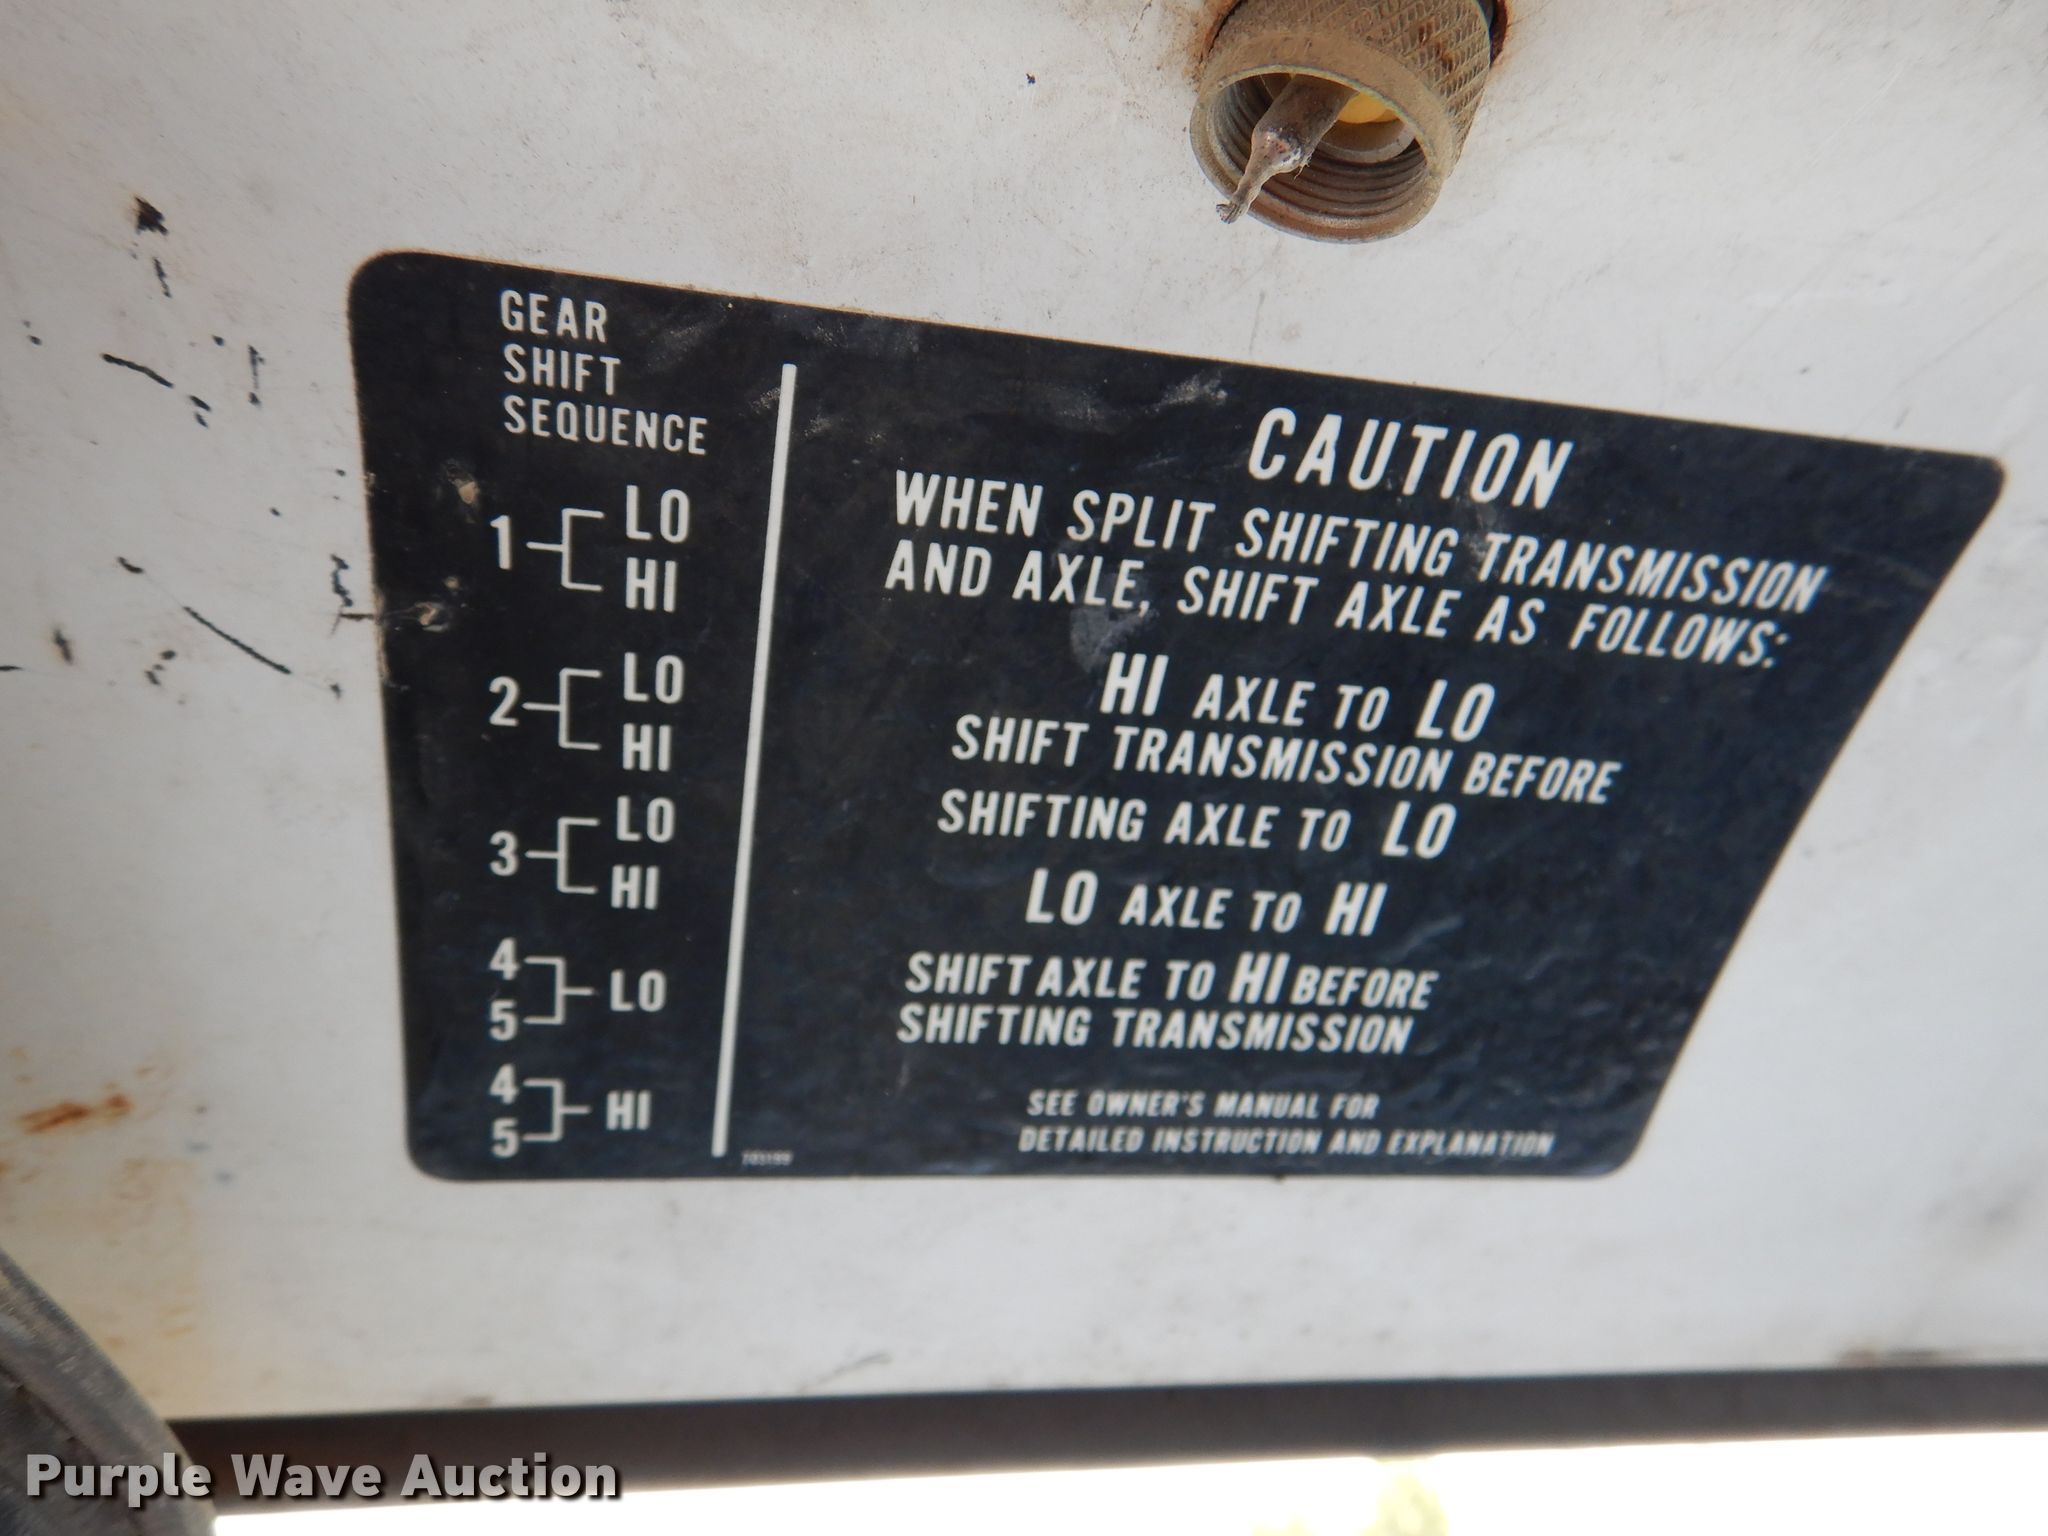 GEAR
SHIFT
SEQUENCE
1 LO
HI
2 LO
HI
3 LO
HI
4
5 LO
4
5 HI
CAUTION
WHEN SPLIT SHIFTING TRANSMISSION
AND AXLE, SHIFT AXLE AS FOLLOWS:
HI AXLE TO LO
SHIFT TRANSMISSION BEFORE
SHIFTING AXLE TO LO
LO AXLE TO HI
SHIFT AXLE TO HI BEFORE
SHIFTING TRANSMISSION
SEE OWNER'S MANUAL FOR
DETAILED INSTRUCTION AND EXPLANATION
Purple Wave Auction